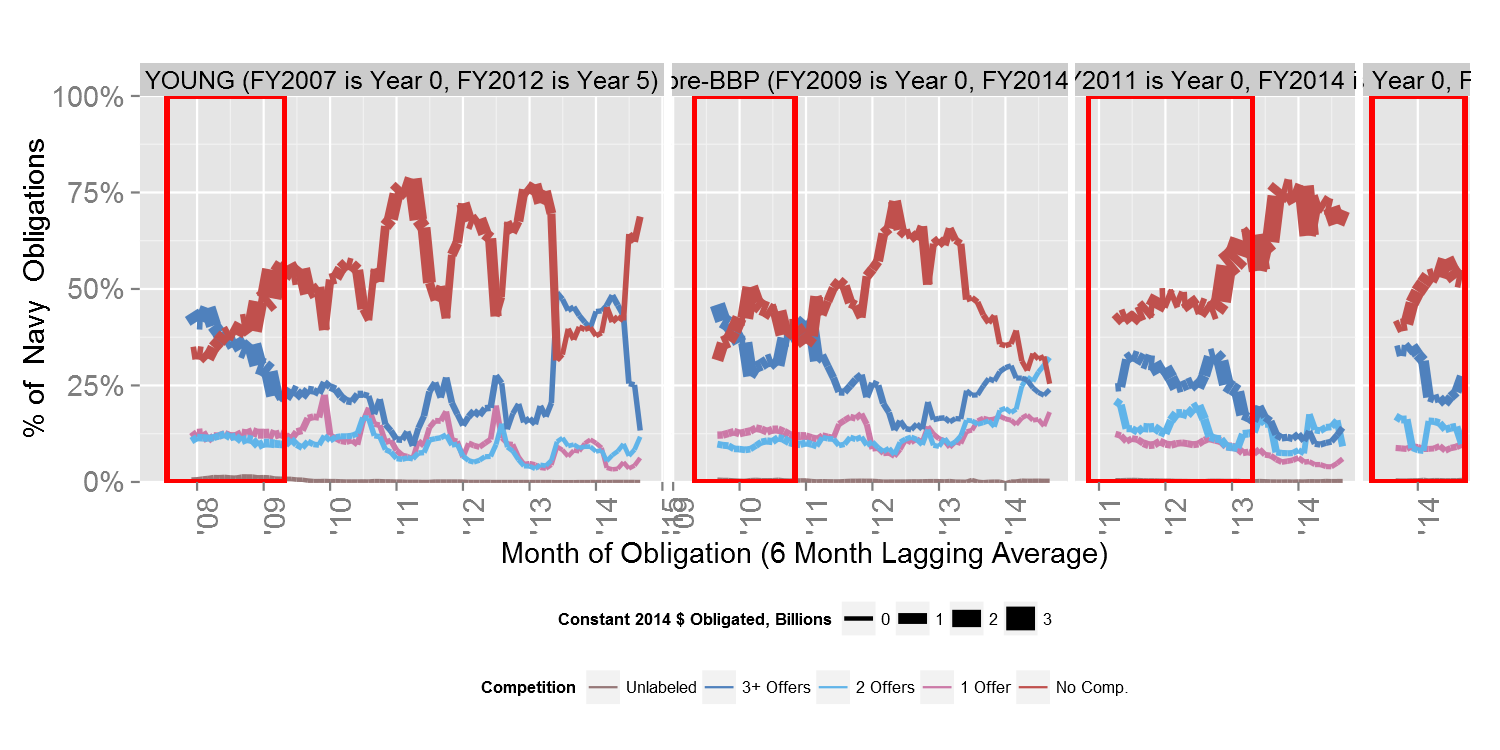 YOUNG (FY2007 is Year 0, FY2012 is Year 5)
pre-BBP (FY2009 is Year 0, FY2014
Y2011 is Year 0, FY2014 i
Year 0, F
100%
75%
50%
25%
0%
% of Navy Obligations
'08 '09 '10 '11 '12 '13 '14 '15
'09 '10 '11 '12 '13 '14
'11 '12 '13 '14
'14
Month of Obligation (6 Month Lagging Average)
Constant 2014 $ Obligated, Billions 0 1 2 3
Competition Unlabeled 3+ Offers 2 Offers 1 Offer No Comp.